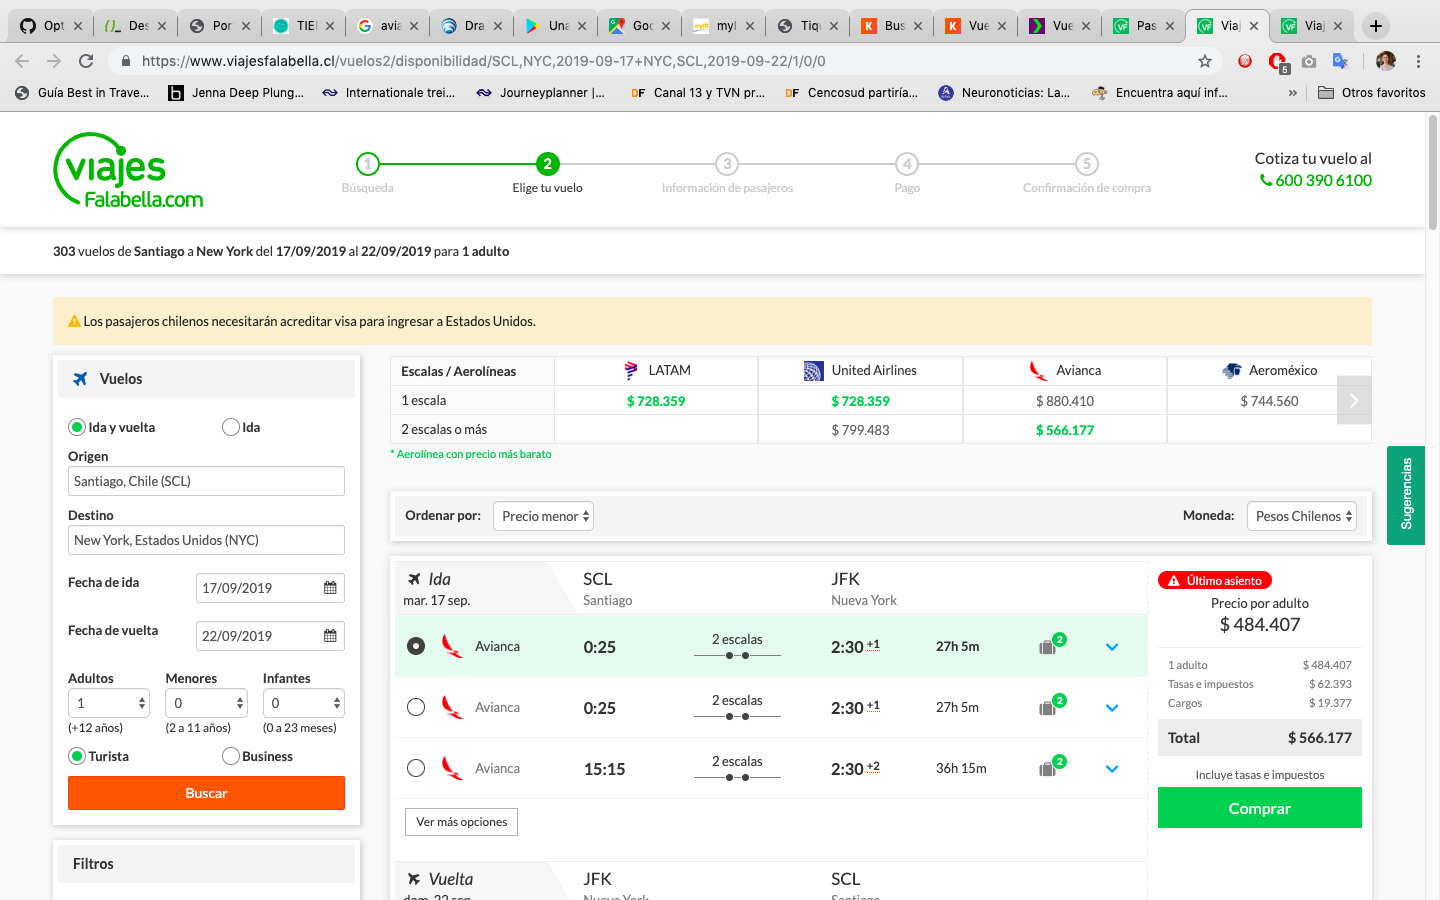 Opt
Des
Por
TIEI
avia
Dra
Una
Goo
myI
Tiqu
Bus
Vue
Vue
Pas
Viaj
Viaj
https://www.viajesfalabella.cl/vuelos2/disponibilidad/SCL,NYC,2019-09-17+NYC,SCL,2019-09-22/1/0/0
5
Guía Best in Trave...
Jenna Deep Plung...
Internationale trei...
Journeyplanner |...
DF Canal 13 y TVN pr...
DF Cencosud partiría...
Neuronoticias: La...
Encuentra aquí inf...
»
Otros favoritos
viajes
Falabella.com
1 2 3 4 5
Búsqueda Elige tu vuelo Información de pasajeros Pago Confirmación de compra
Cotiza tu vuelo al
600 390 6100
303 vuelos de Santiago a New York del 17/09/2019 al 22/09/2019 para 1 adulto
Los pasajeros chilenos necesitarán acreditar visa para ingresar a Estados Unidos.
Vuelos
Ida y vuelta Ida
Origen
Santiago, Chile (SCL)
Destino
New York, Estados Unidos (NYC)
Fecha de ida 17/09/2019
Fecha de vuelta 22/09/2019
Adultos Menores Infantes
1 0 0
(+12 años) (2 a 11 años) (0 a 23 meses)
Turista Business
Buscar
Filtros
Escalas / Aerolíneas LATAM United Airlines Avianca Aeroméxico
1 escala $ 728.359 $ 728.359 $ 880.410 $ 744.560
2 escalas o más $ 799.483 $ 566.177
* Aerolínea con precio más barato
Ordenar por: Precio menor Moneda: Pesos Chilenos
Ida SCL JFK
mar. 17 sep. Santiago Nueva York
Avianca 0:25 2 escalas 2:30 +1 27h 5m 2
Avianca 0:25 2 escalas 2:30 +1 27h 5m 2
Avianca 15:15 2 escalas 2:30 +2 36h 15m 2
Ver más opciones
Vuelta JFK SCL
dom. 22 sep. Nueva York Santiago
Último asiento
Precio por adulto
$ 484.407
1 adulto $ 484.407
Tasas e impuestos $ 62.393
Cargos $ 19.377
Total $ 566.177
Incluye tasas e impuestos
Comprar
Sugerencias